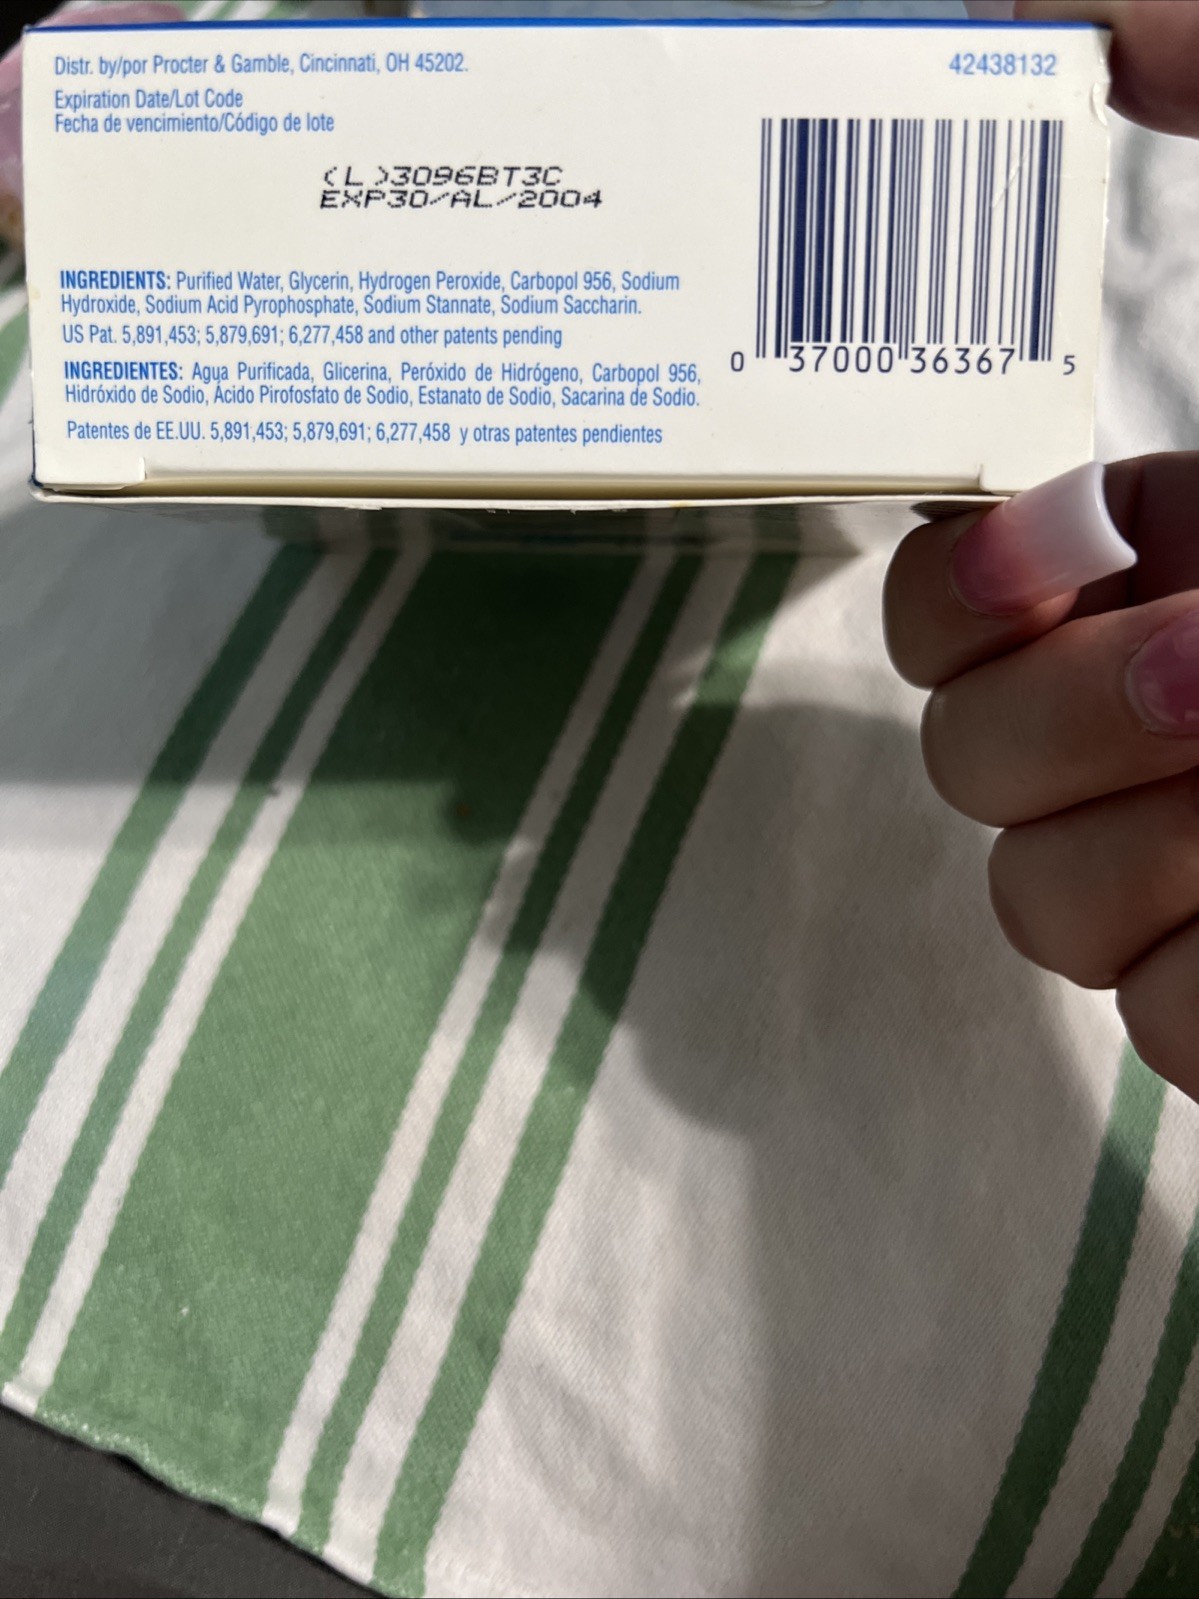 Distr. by/por Procter & Gamble, Cincinnati, OH 45202.
42438132
Expiration Date/Lot Code
Fecha de vencimiento/Código de lote
(L)3096BT3C
EXP30/AL/2004
INGREDIENTS: Purified Water, Glycerin, Hydrogen Peroxide, Carbopol 956, Sodium
Hydroxide, Sodium Acid Pyrophosphate, Sodium Stannate, Sodium Saccharin.
US Pat. 5,891,453; 5,879,691; 6,277,458 and other patents pending
INGREDIENTES: Agua Purificada, Glicerina, Peróxido de Hidrógeno, Carbopol 956,
Hidróxido de Sodio, Ácido Pirofosfato de Sodio, Estanato de Sodio, Sacarina de Sodio.
Patentes de EE.UU. 5,891,453; 5,879,691; 6,277,458 y otras patentes pendientes
0 37000 36367 5